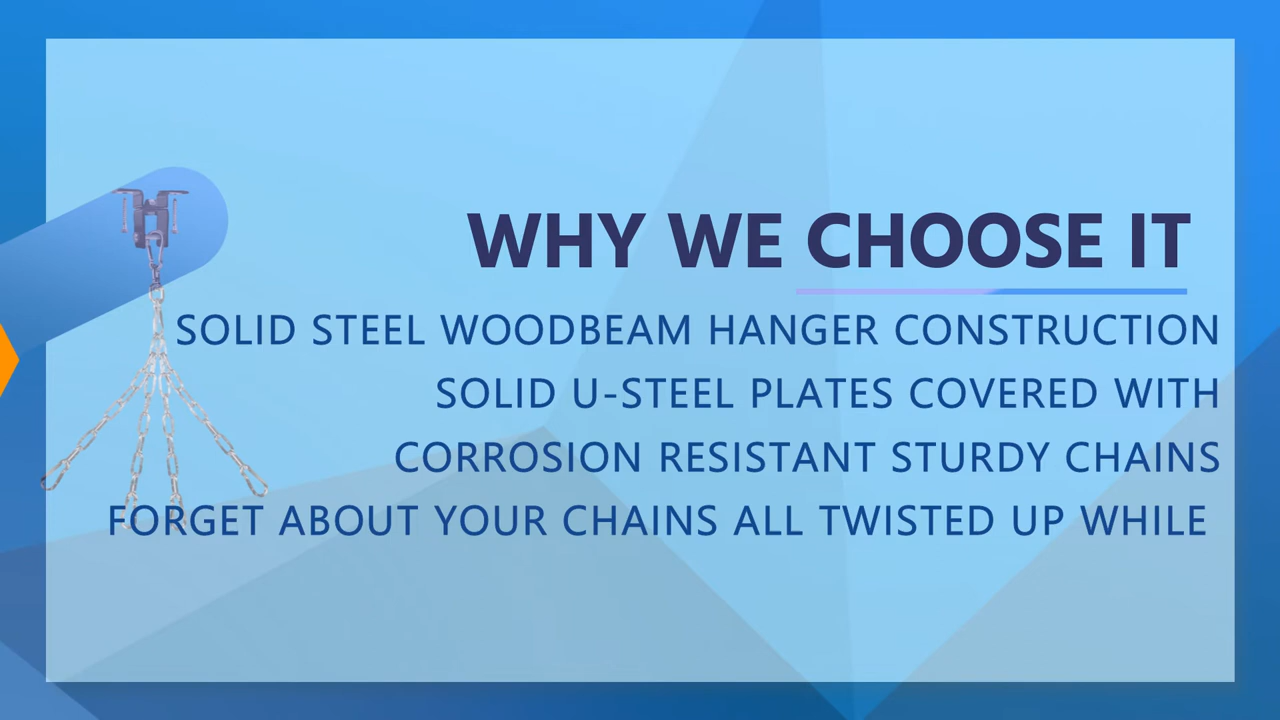 WHY WE CHOOSE IT
SOLID STEEL WOODBEAM HANGER CONSTRUCTION
SOLID U-STEEL PLATES COVERED WITH
CORROSION RESISTANT STURDY CHAINS
FORGET ABOUT YOUR CHAINS ALL TWISTED UP WHILE